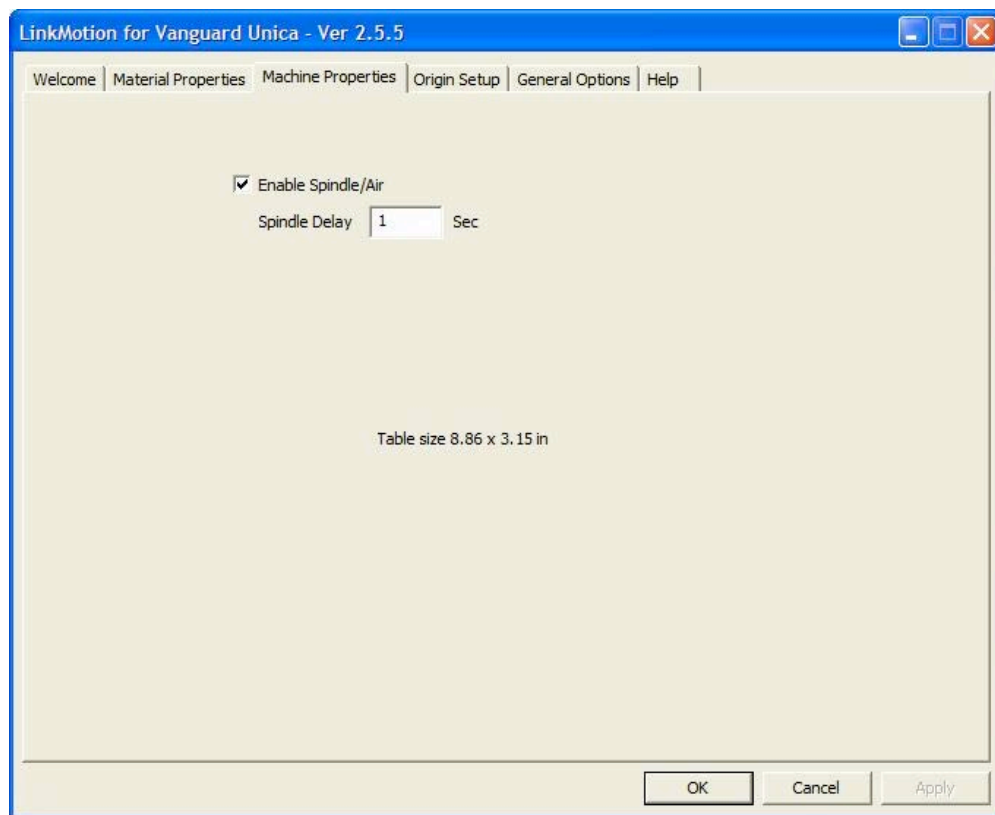 LinkMotion for Vanguard Unica - Ver 2.5.5
Welcome Material Properties Machine Properties Origin Setup General Options Help
Enable Spindle/Air
Spindle Delay 1 Sec
Table size 8.86 x 3.15 in
OK Cancel Apply